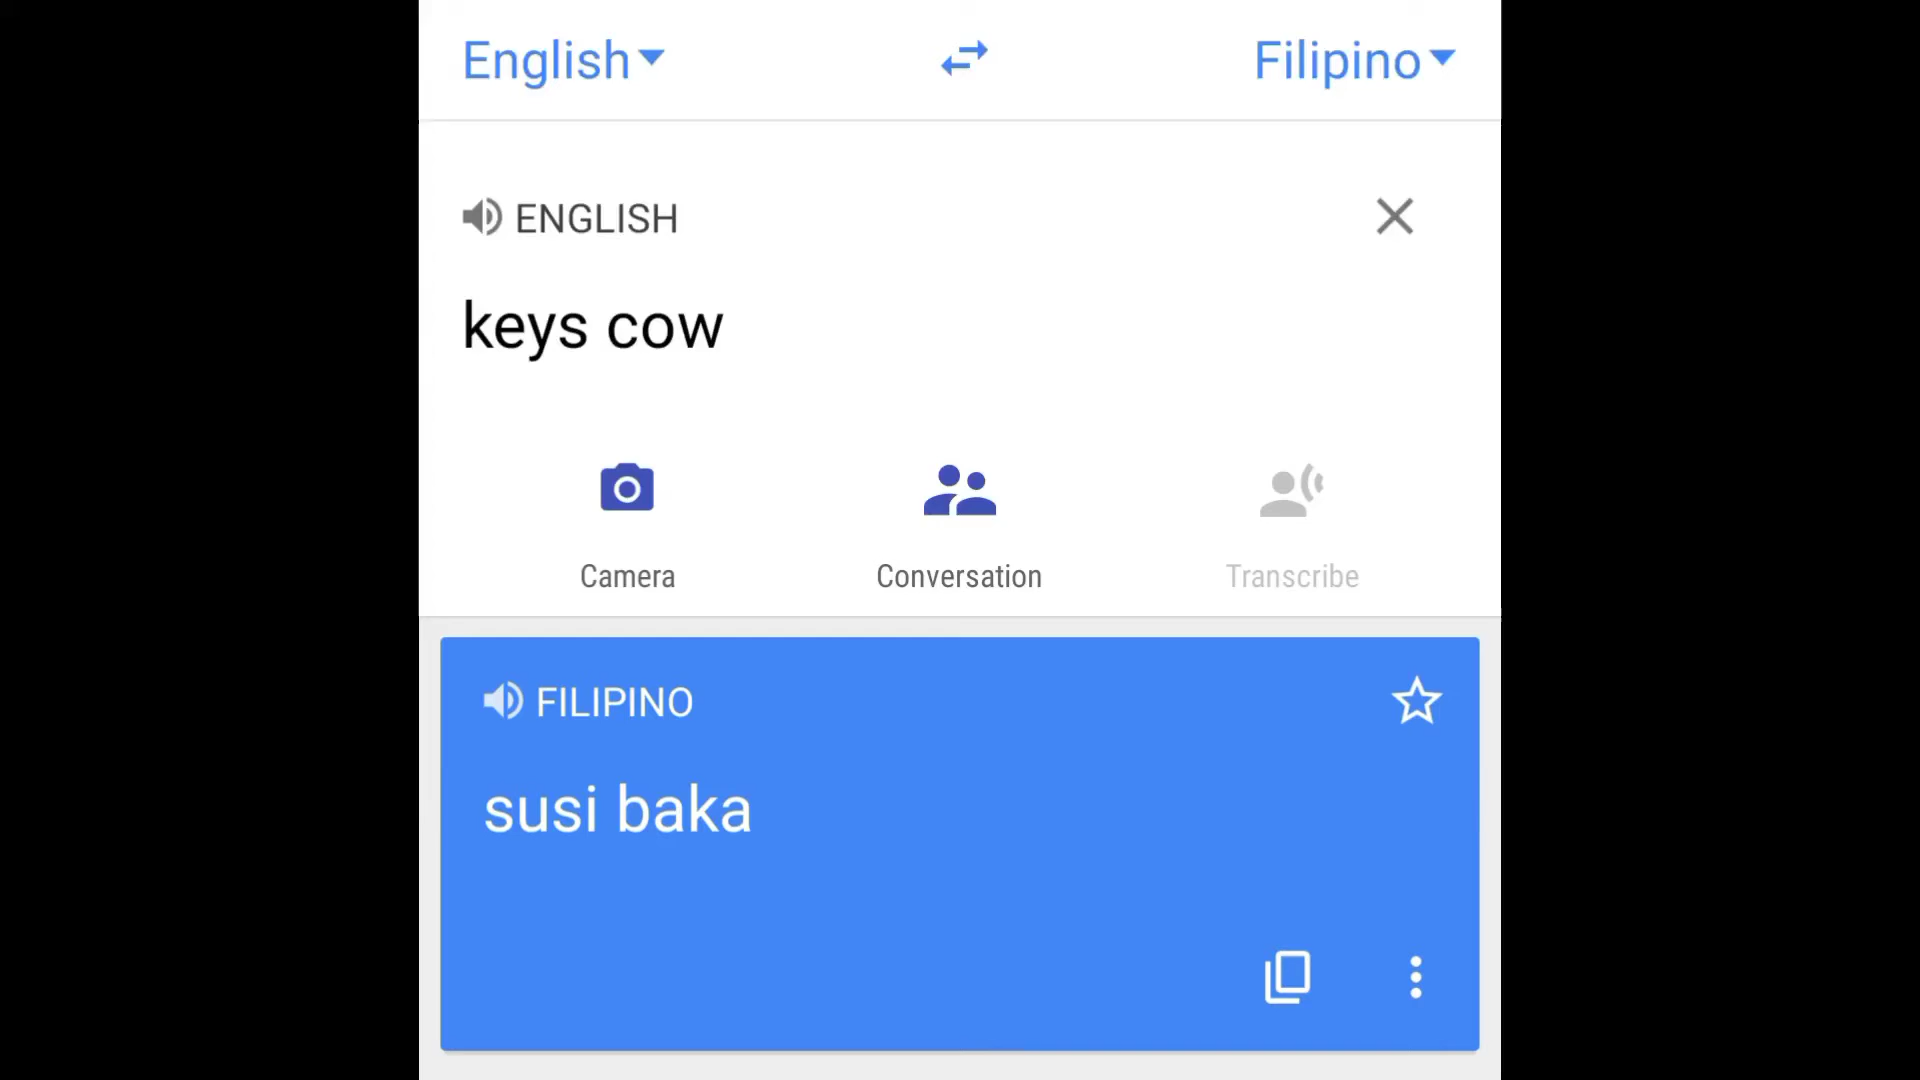 English Filipino
ENGLISH
keys cow
Camera Conversation Transcribe
FILIPINO
susi baka